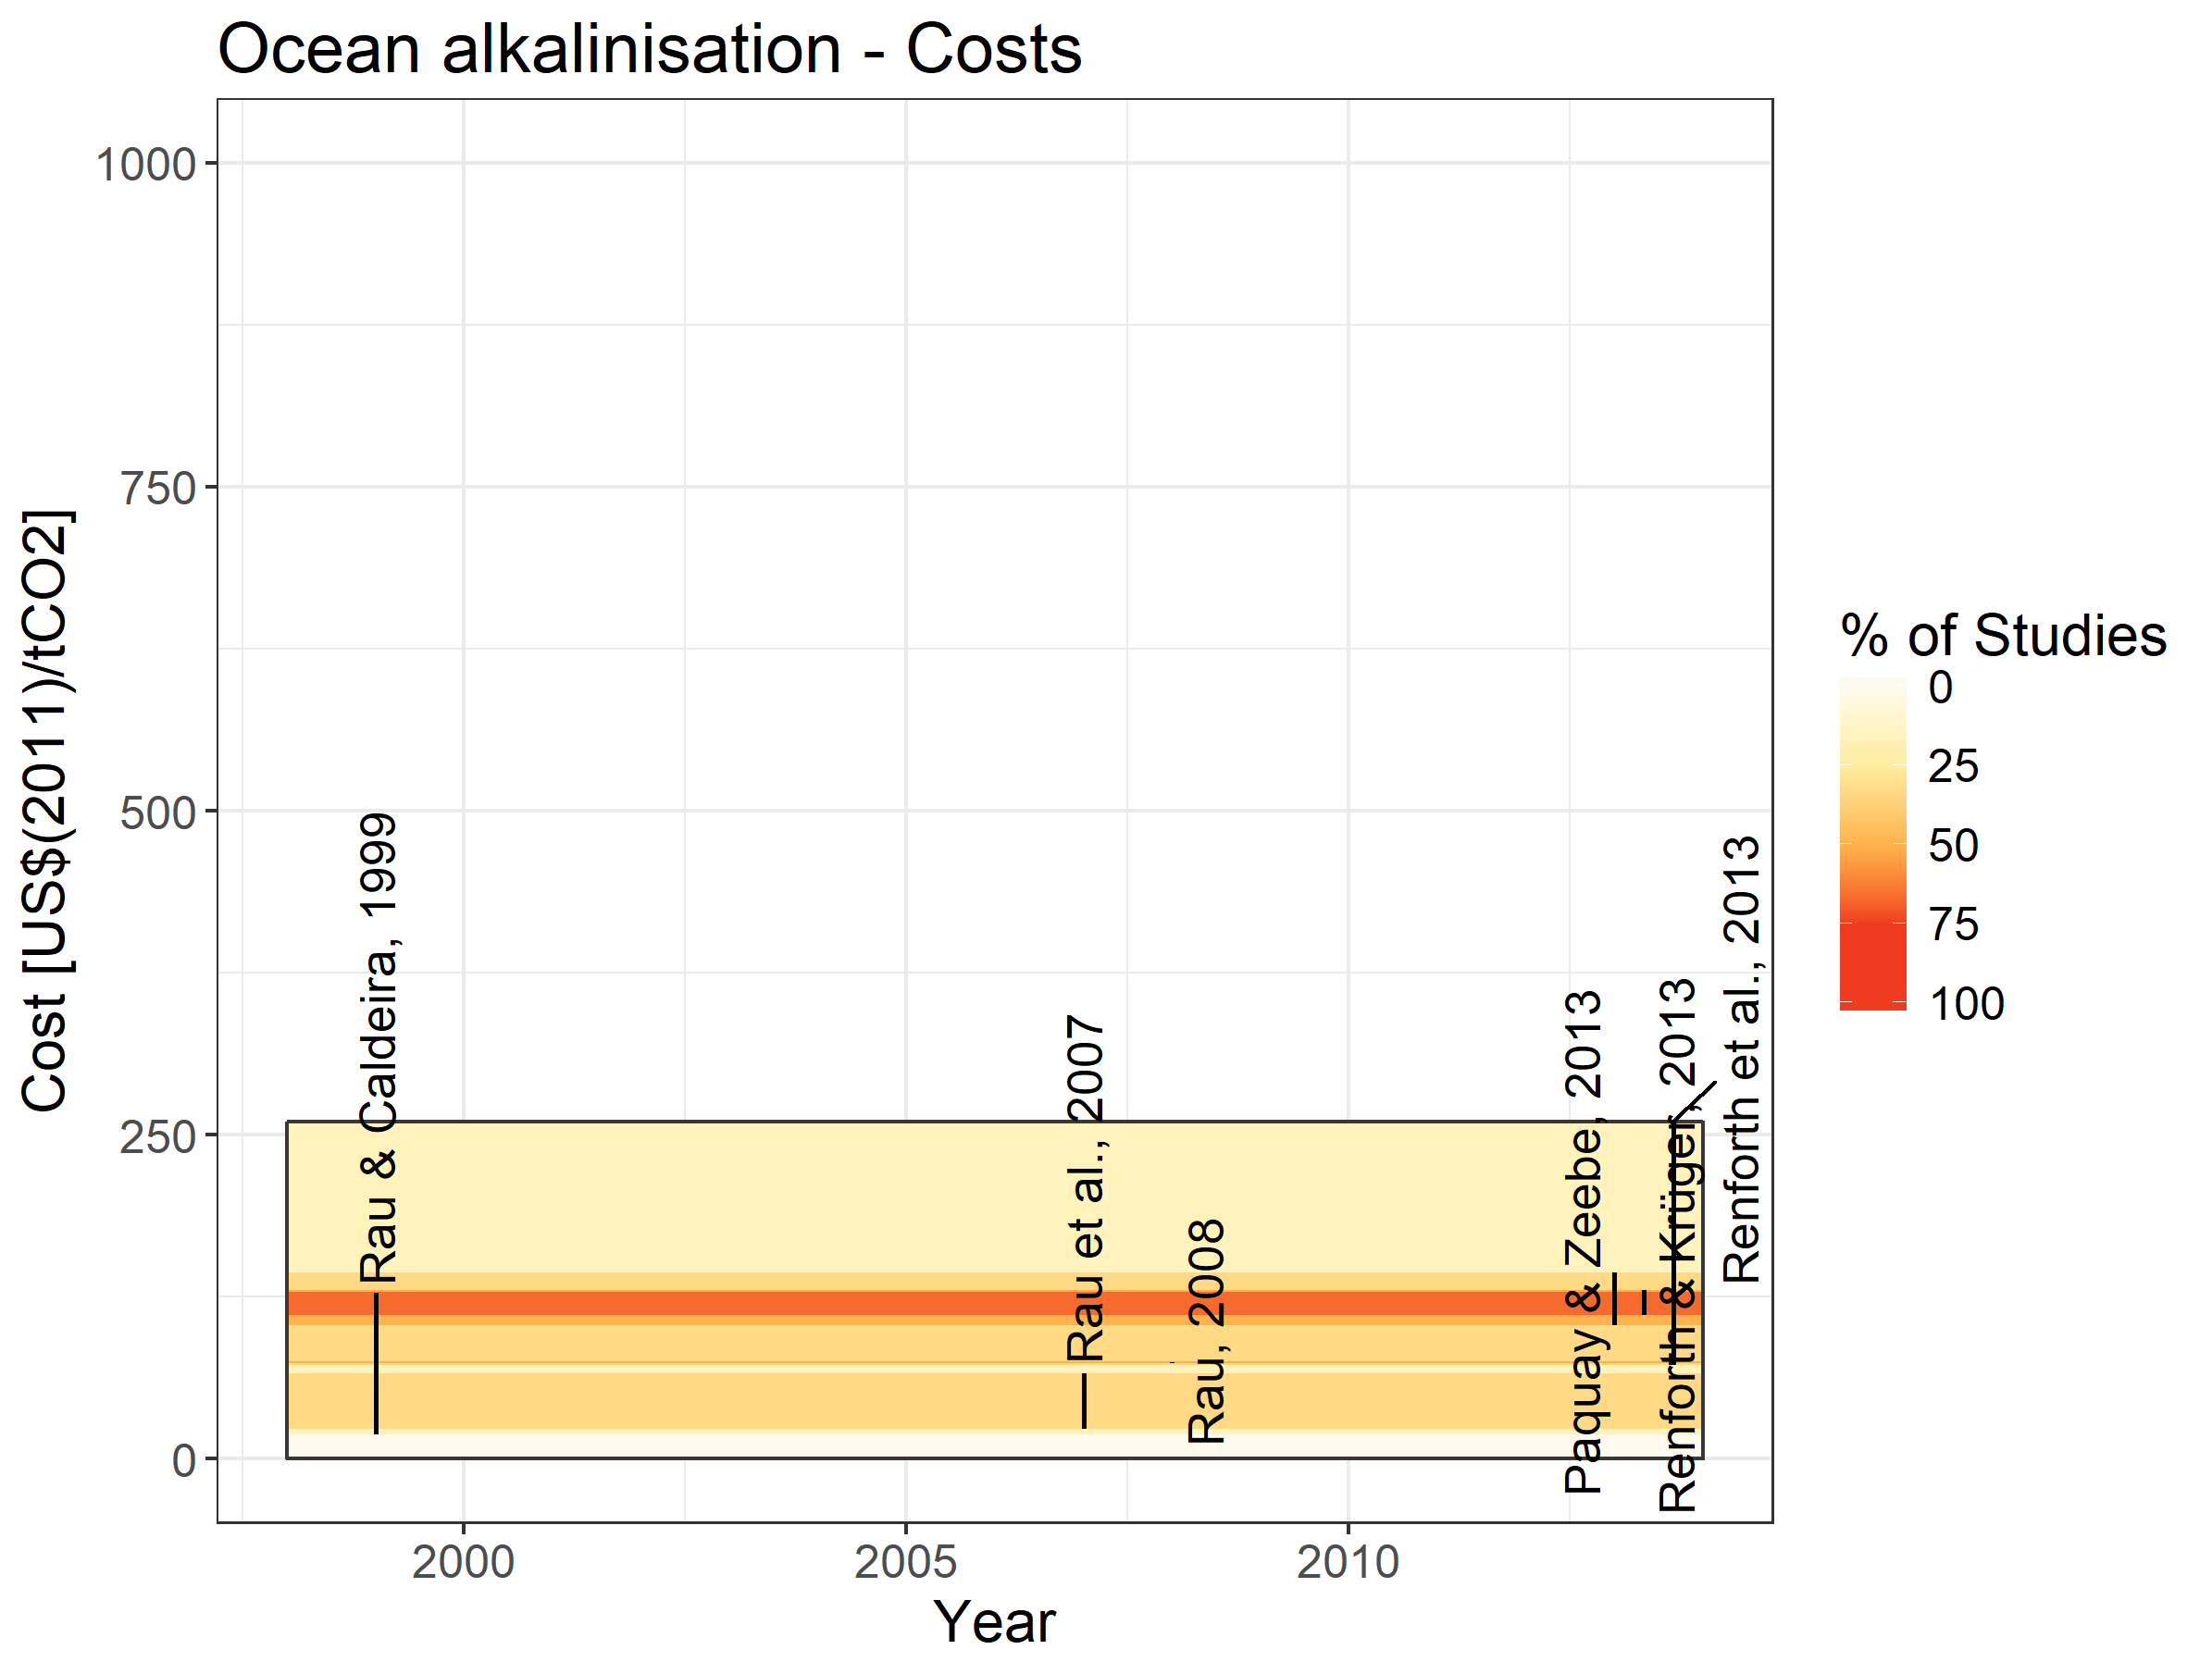 Ocean alkalinisation - Costs
Cost [US$(2011)/tCO2]
1000
750
500
250
0
Rau & Caldeira, 1999
Rau et al., 2007
Rau, 2008
Paquay & Zeebe, 2013
Renforth & Krüger, 2013
Renforth et al., 2013
2000
2005
2010
Year
% of Studies
0
25
50
75
100